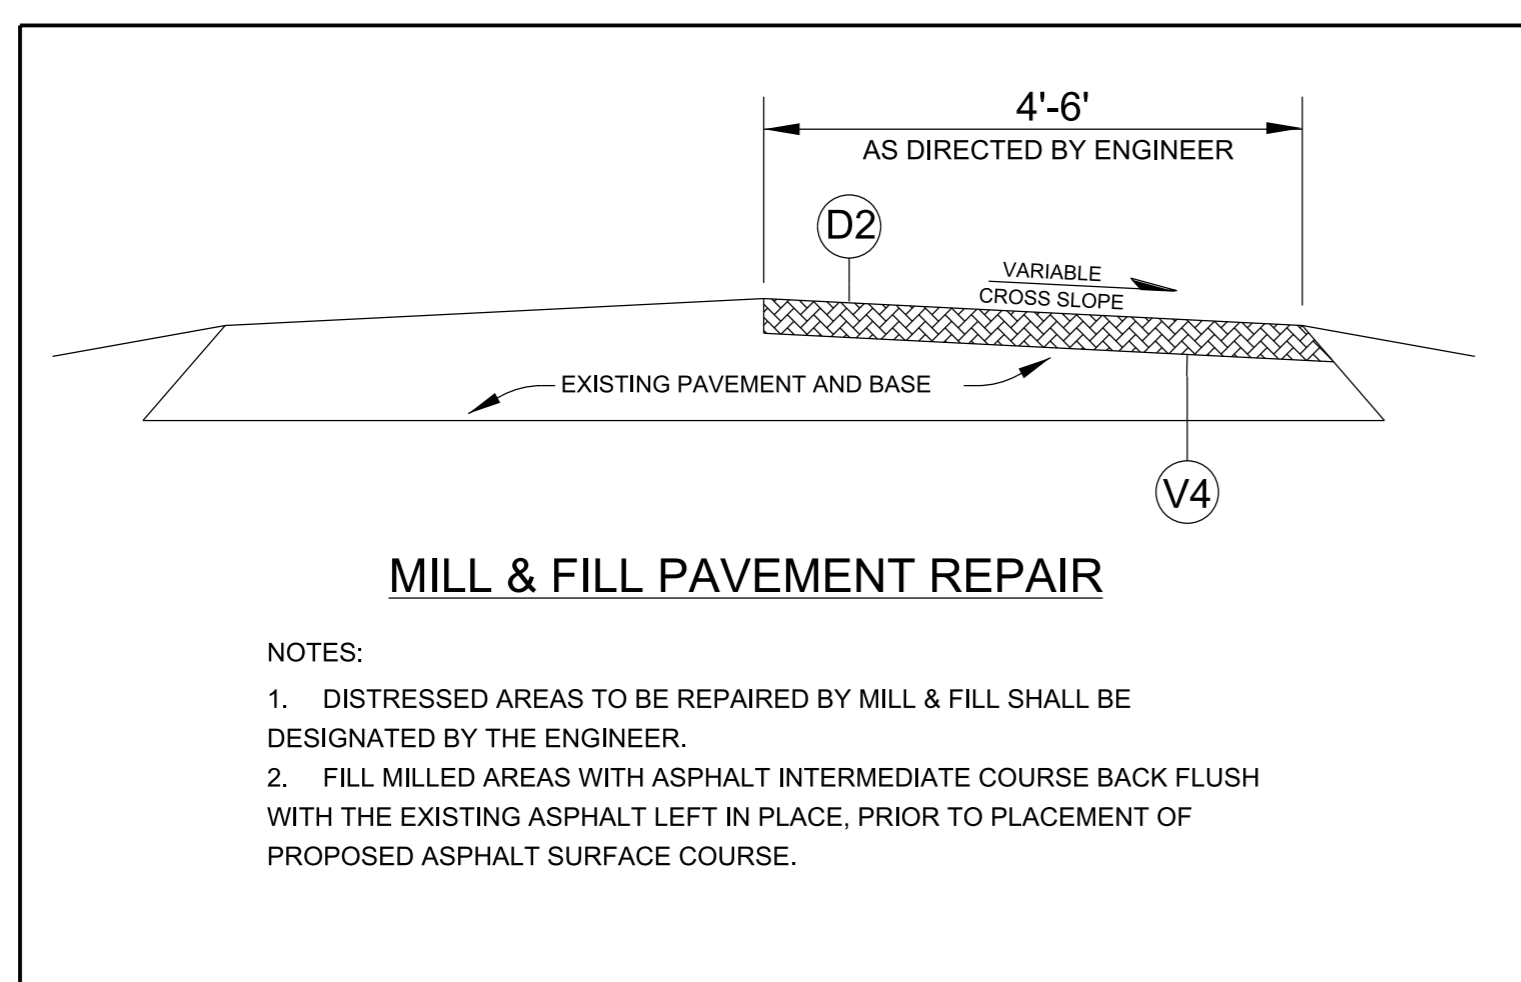 4'-6'
AS DIRECTED BY ENGINEER
D2
VARIABLE
CROSS SLOPE
EXISTING PAVEMENT AND BASE
V4
MILL & FILL PAVEMENT REPAIR
NOTES:
1. DISTRESSED AREAS TO BE REPAIRED BY MILL & FILL SHALL BE
DESIGNATED BY THE ENGINEER.
2. FILL MILLED AREAS WITH ASPHALT INTERMEDIATE COURSE BACK FLUSH
WITH THE EXISTING ASPHALT LEFT IN PLACE, PRIOR TO PLACEMENT OF
PROPOSED ASPHALT SURFACE COURSE.